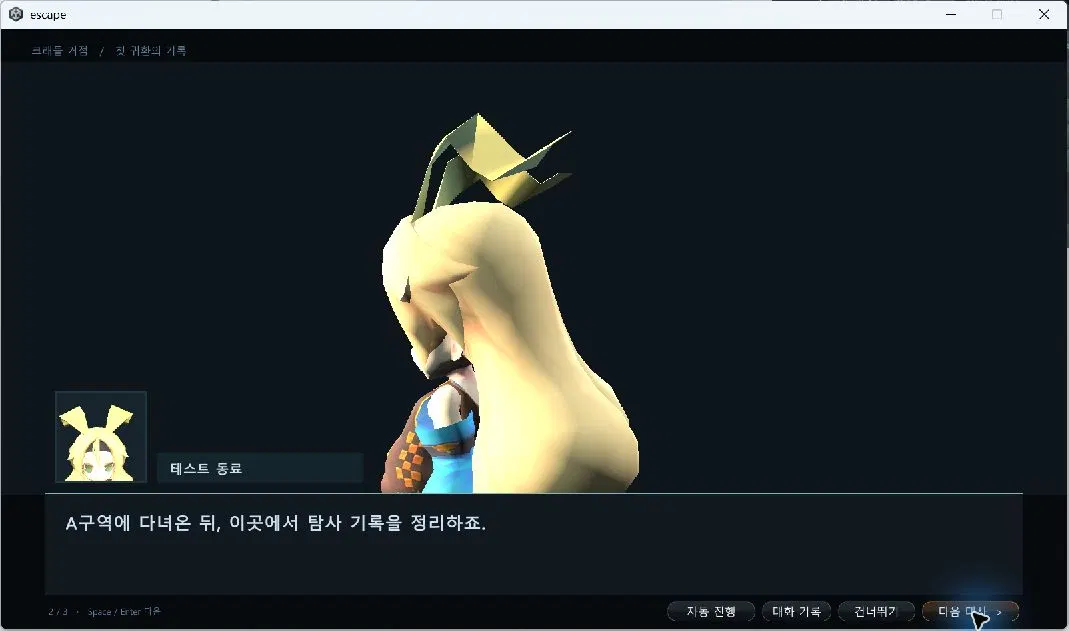 escape
크래들 거점 / 첫 귀환의 기록
테스트 동료
A구역에 다녀온 뒤, 이곳에서 탐사 기록을 정리하죠.
2 / 3 · Space / Enter 다음
자동 진행
대화 기록
건너뛰기
다음 대사 >